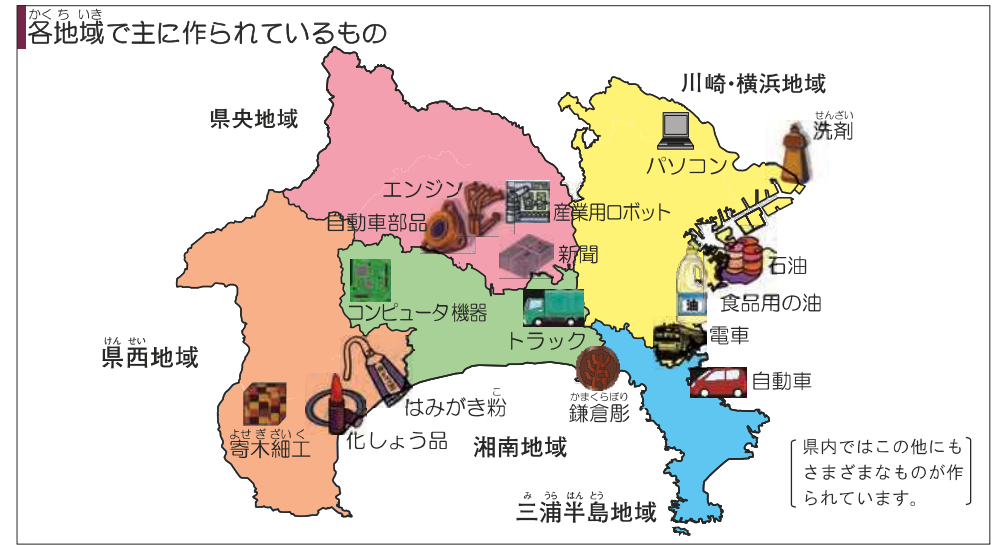 かくちいき
各地域で主に作られているもの
川崎・横浜地域
県央地域
せんざい
洗剤
パソコン
エンジン
産業用ロボット
自動車部品
新聞
石油
油
食品用の油
コンピュータ機器
トラック
電車
けんせい
県西地域
自動車
かまくらぼり
鎌倉彫
はみがき粉
こ
よせぎざいく
寄木細工
化しょう品
湘南地域
県内ではこの他にも
さまざまなものが作
られています。
みうらはんとう
三浦半島地域